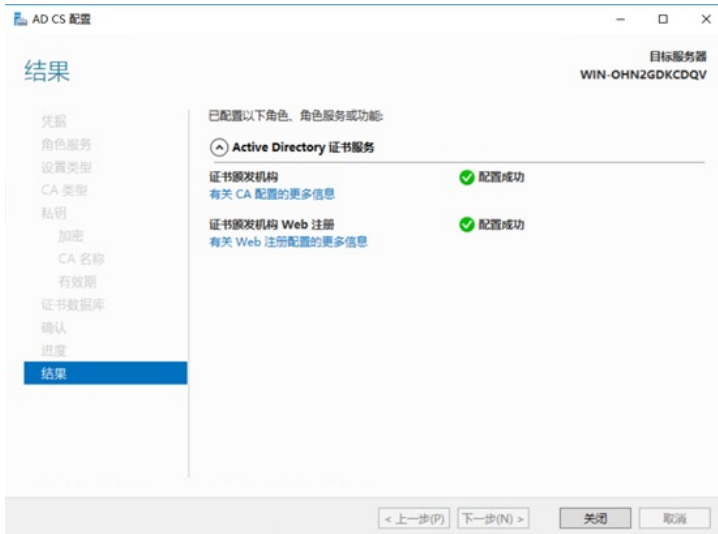 AD CS 配置
结果
目标服务器
WIN-OHN2GDKCDQV
凭据
角色服务
设置类型
CA 类型
私钥
加密
CA 名称
有效期
证书数据库
确认
进度
结果
已配置以下角色、角色服务或功能:
Active Directory 证书服务
证书颁发机构 配置成功
有关 CA 配置的更多信息
证书颁发机构 Web 注册 配置成功
有关 Web 注册配置的更多信息
< 上一步(P) 下一步(N) > 关闭 取消